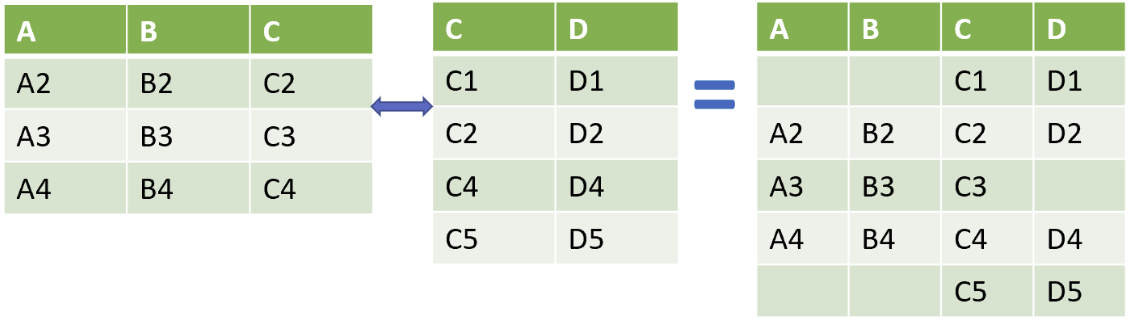 A B C
A2 B2 C2
A3 B3 C3
A4 B4 C4
C D
C1 D1
C2 D2
C4 D4
C5 D5
=
A B C D
C1 D1
A2 B2 C2 D2
A3 B3 C3
A4 B4 C4 D4
C5 D5